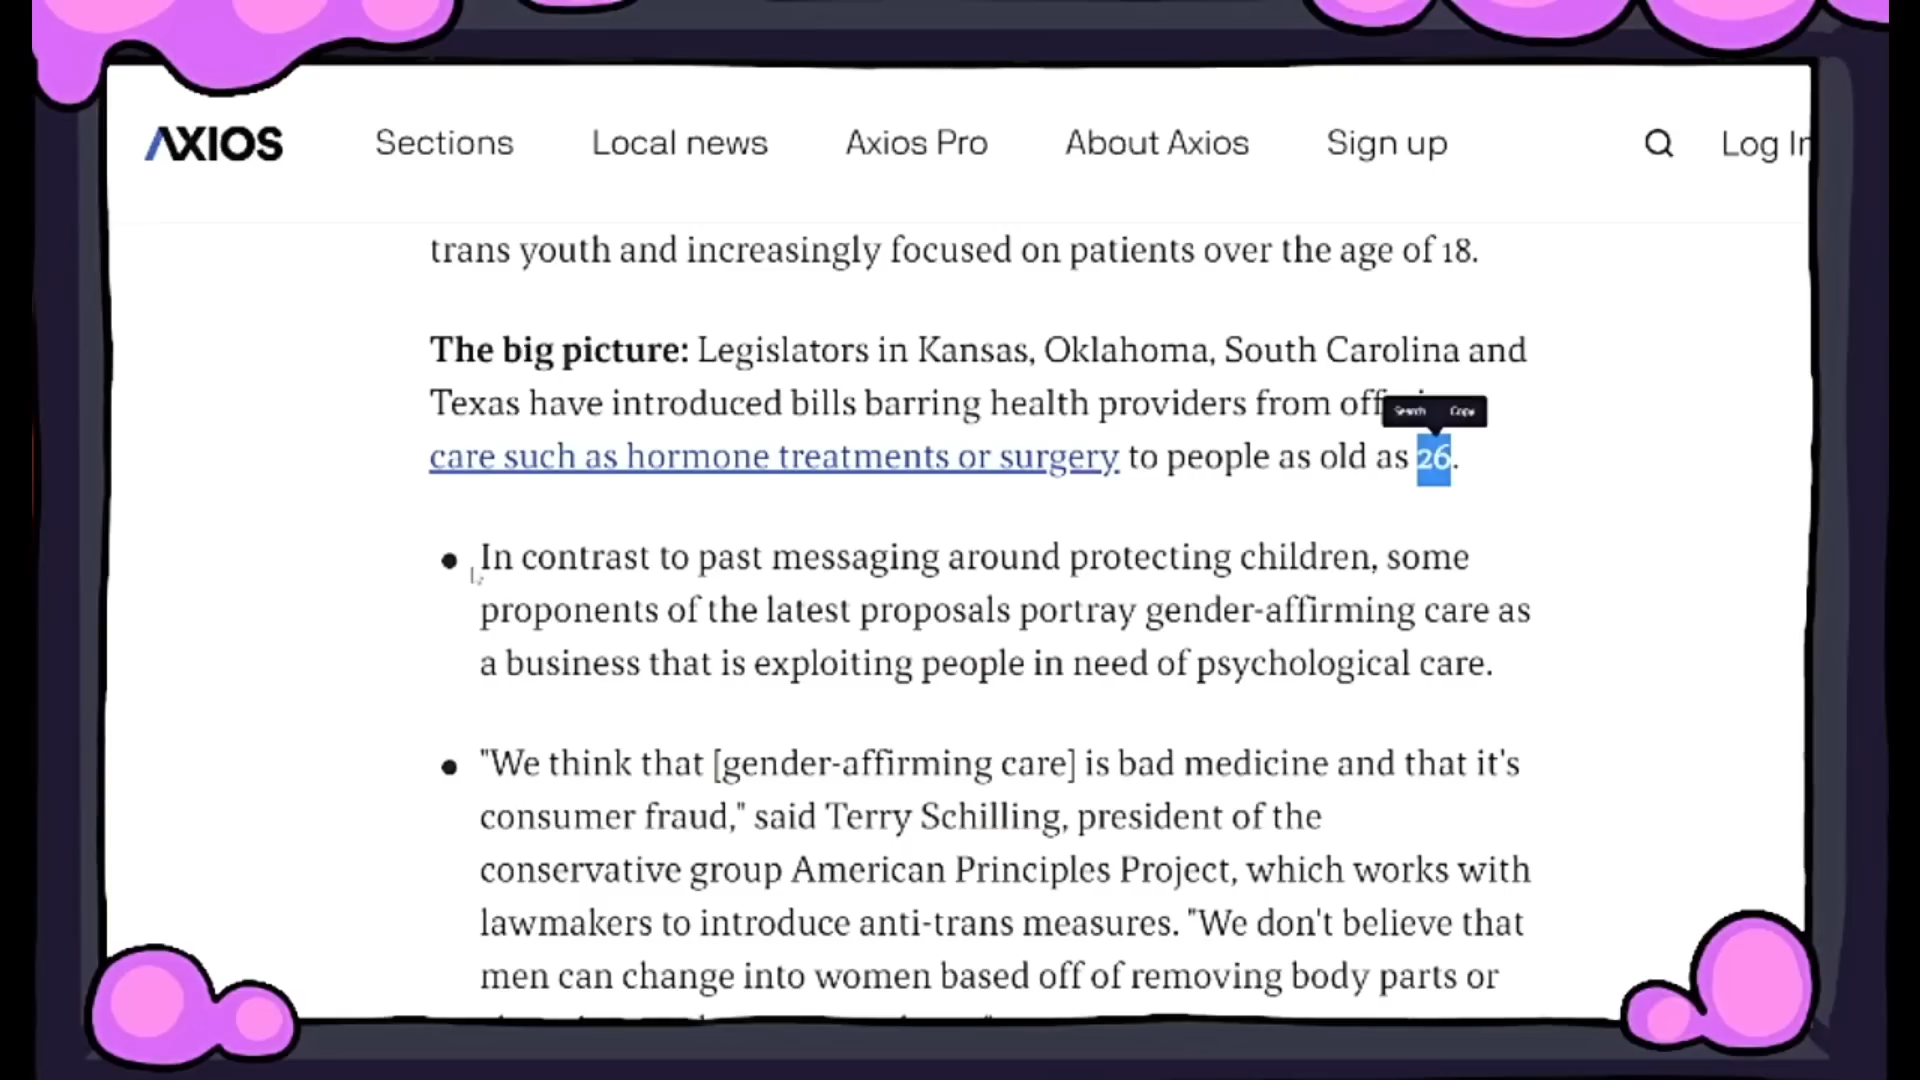 AXIOS Sections Local news Axios Pro About Axios Sign up Log In
trans youth and increasingly focused on patients over the age of 18.
The big picture: Legislators in Kansas, Oklahoma, South Carolina and
Texas have introduced bills barring health providers from
Search Copy
care such as hormone treatments or surgery to people as old as 26.
● In contrast to past messaging around protecting children, some
proponents of the latest proposals portray gender-affirming care as
a business that is exploiting people in need of psychological care.
● "We think that [gender-affirming care] is bad medicine and that it's
consumer fraud," said Terry Schilling, president of the
conservative group American Principles Project, which works with
lawmakers to introduce anti-trans measures. "We don't believe that
men can change into women based off of removing body parts or